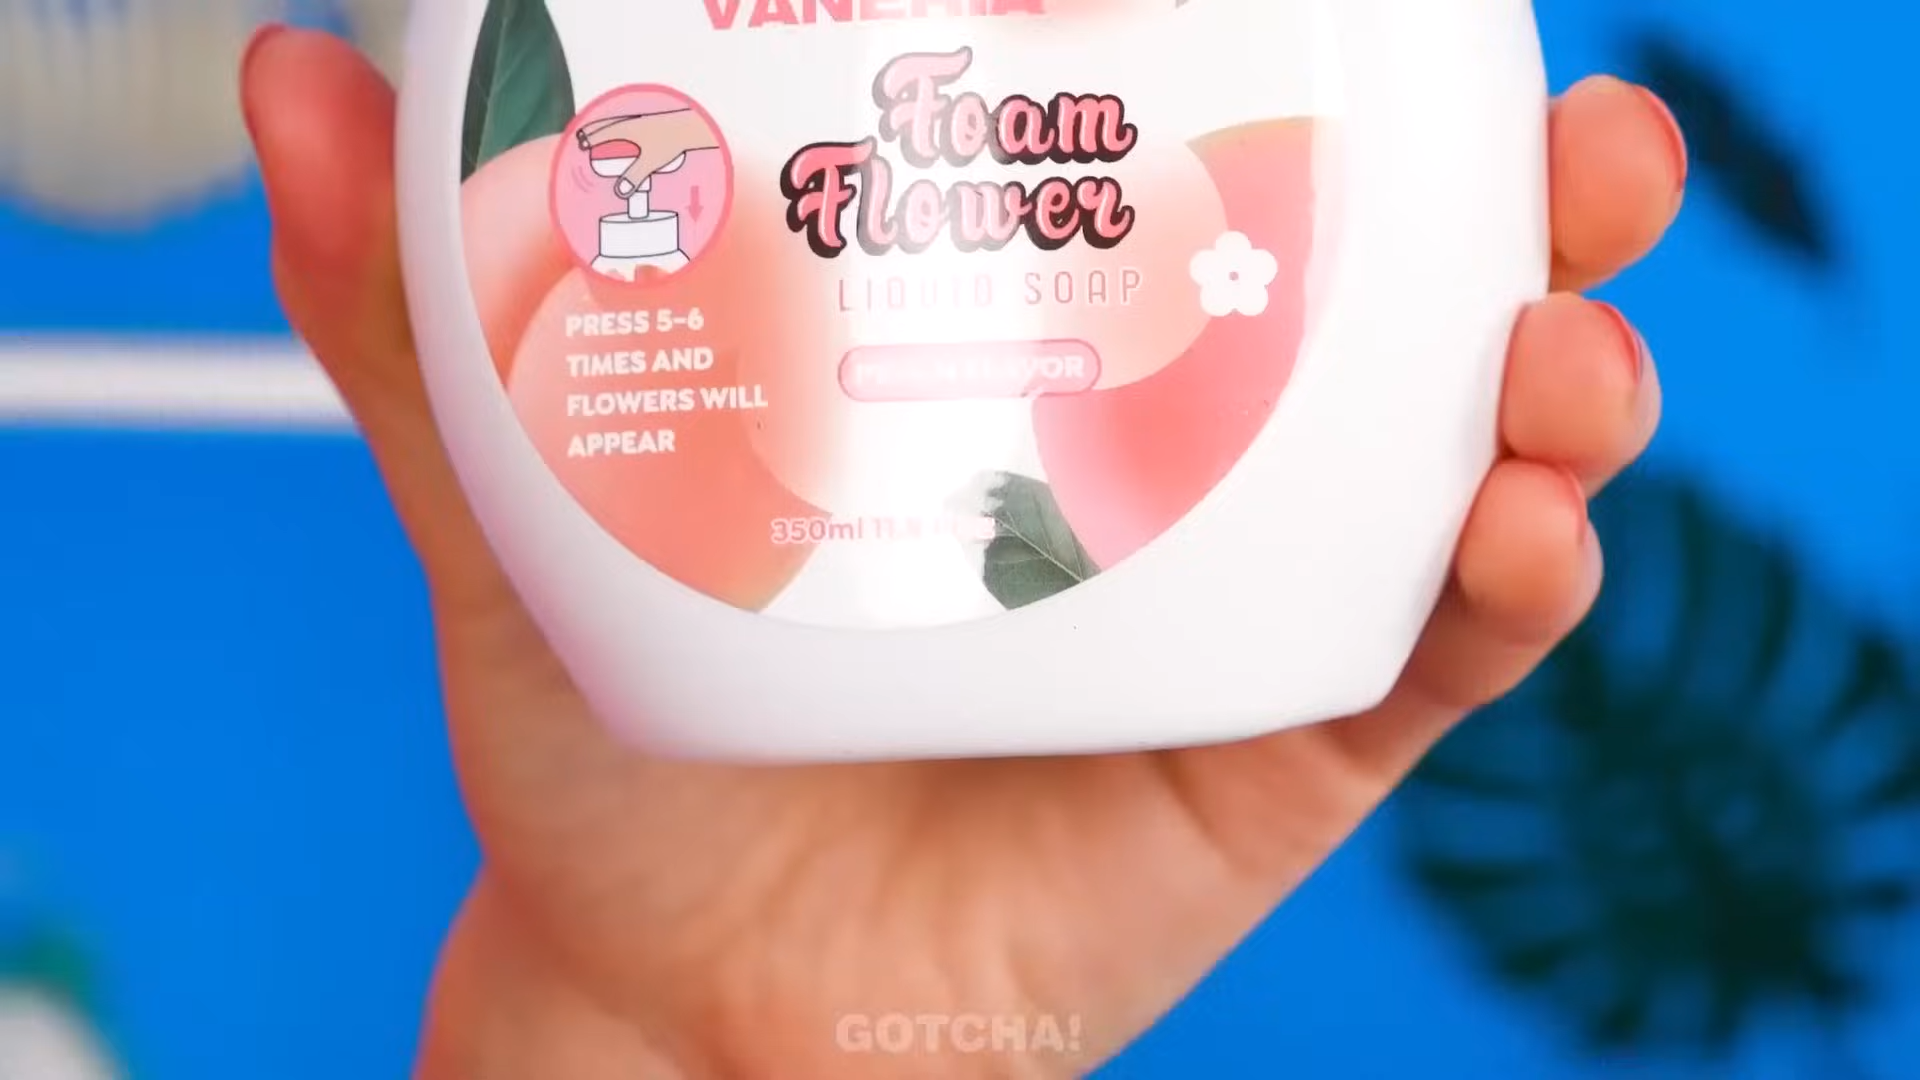 Foam
Flower
LIQUID SOAP
PRESS 5-6
TIMES AND
FLOWERS WILL
APPEAR
350ml
GOTCHA!